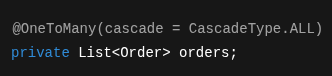 @OneToMany(cascade = CascadeType.ALL)
private List<Order> orders;